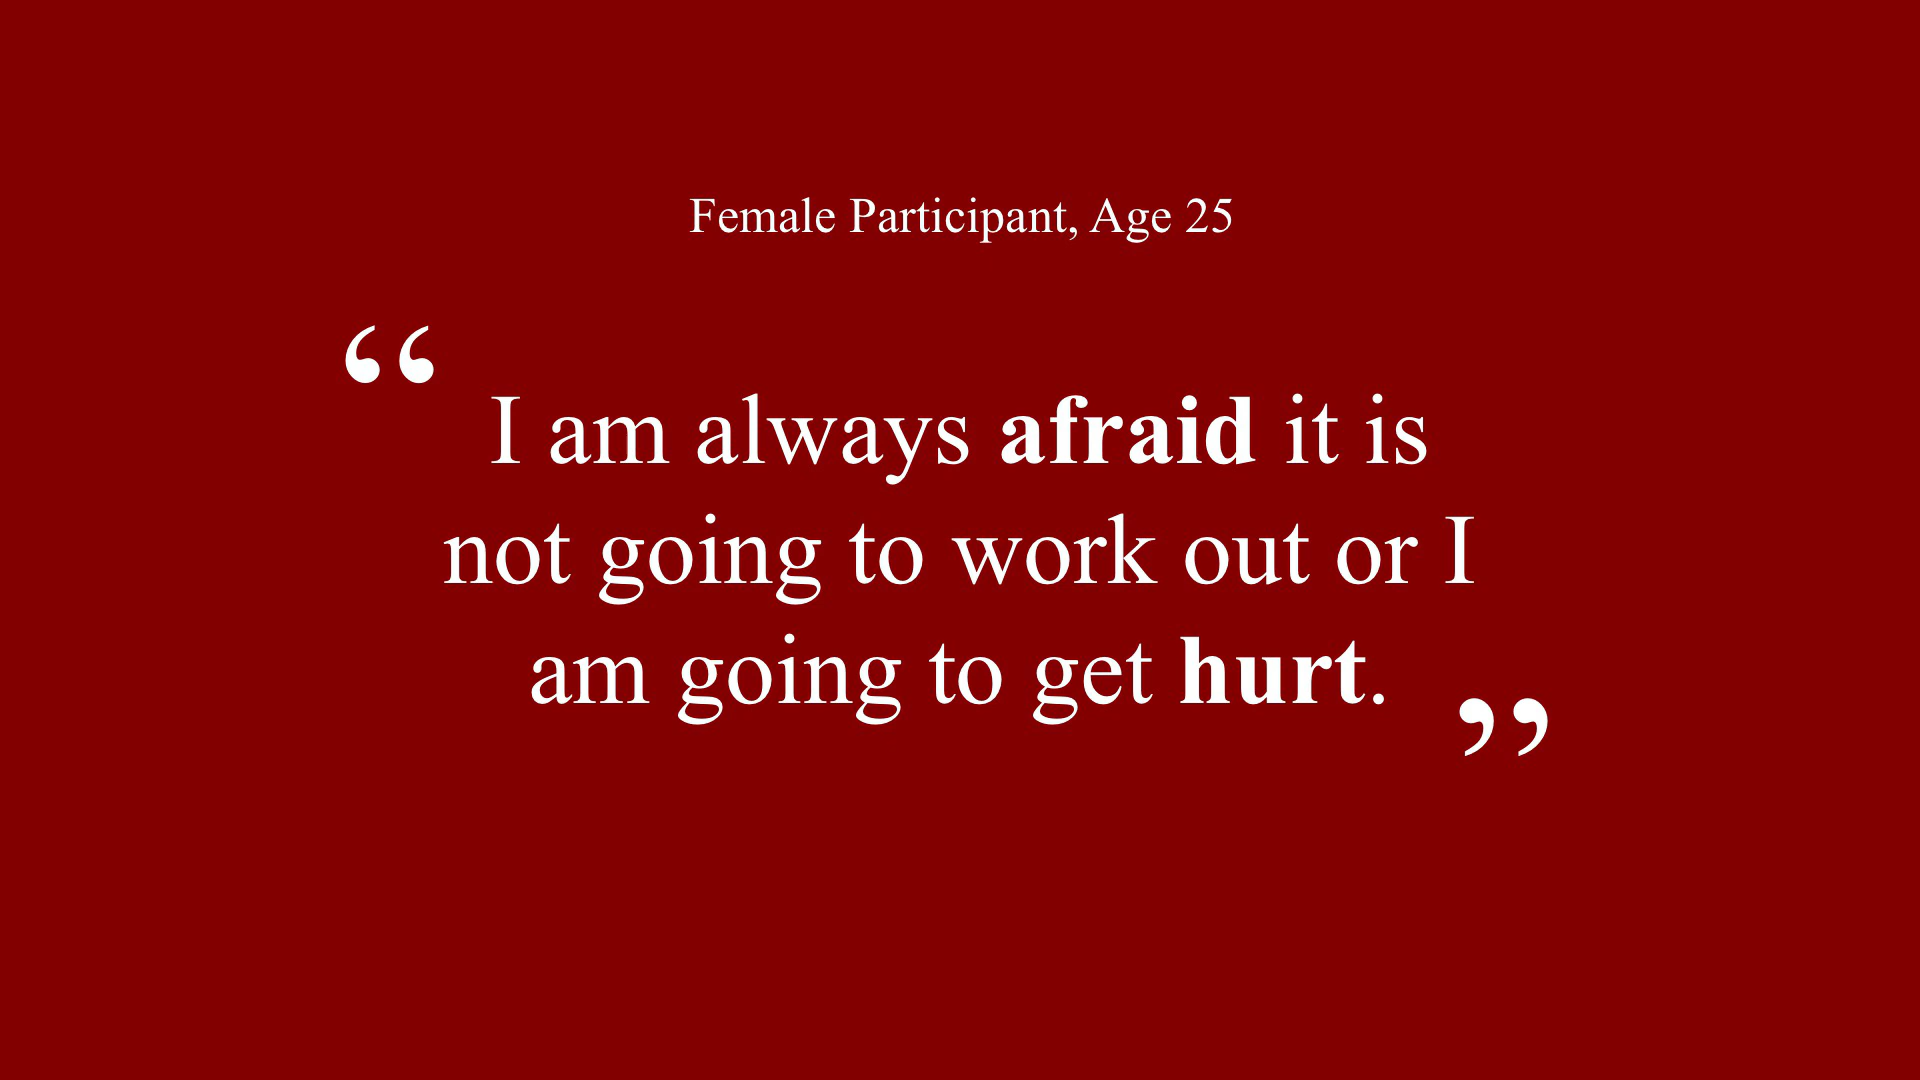 Female Participant, Age 25
“
I am always afraid it is
not going to work out or I
am going to get hurt.
”